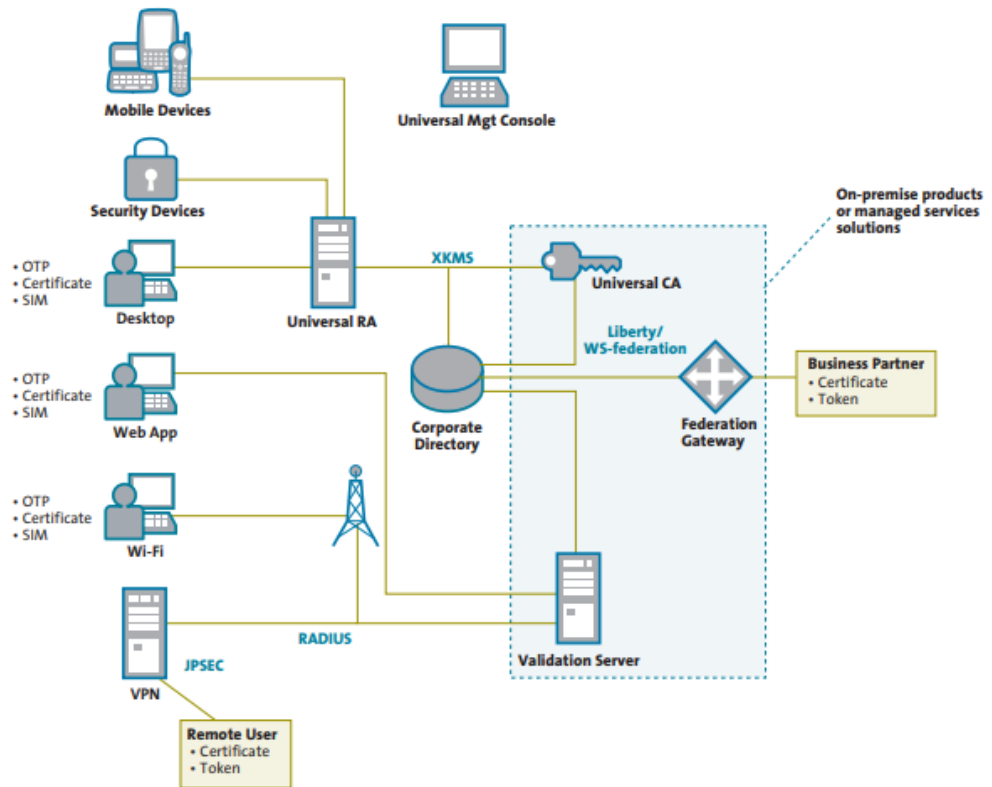 Mobile Devices
Universal Mgt Console
Security Devices
On-premise products
or managed services
solutions
• OTP
• Certificate
• SIM
Desktop
Universal RA
XKMS
Universal CA
Liberty/
WS-federation
• OTP
• Certificate
• SIM
Web App
Corporate
Directory
Federation
Gateway
Business Partner
• Certificate
• Token
• OTP
• Certificate
• SIM
Wi-Fi
RADIUS
JPSEC
VPN
Validation Server
Remote User
• Certificate
• Token